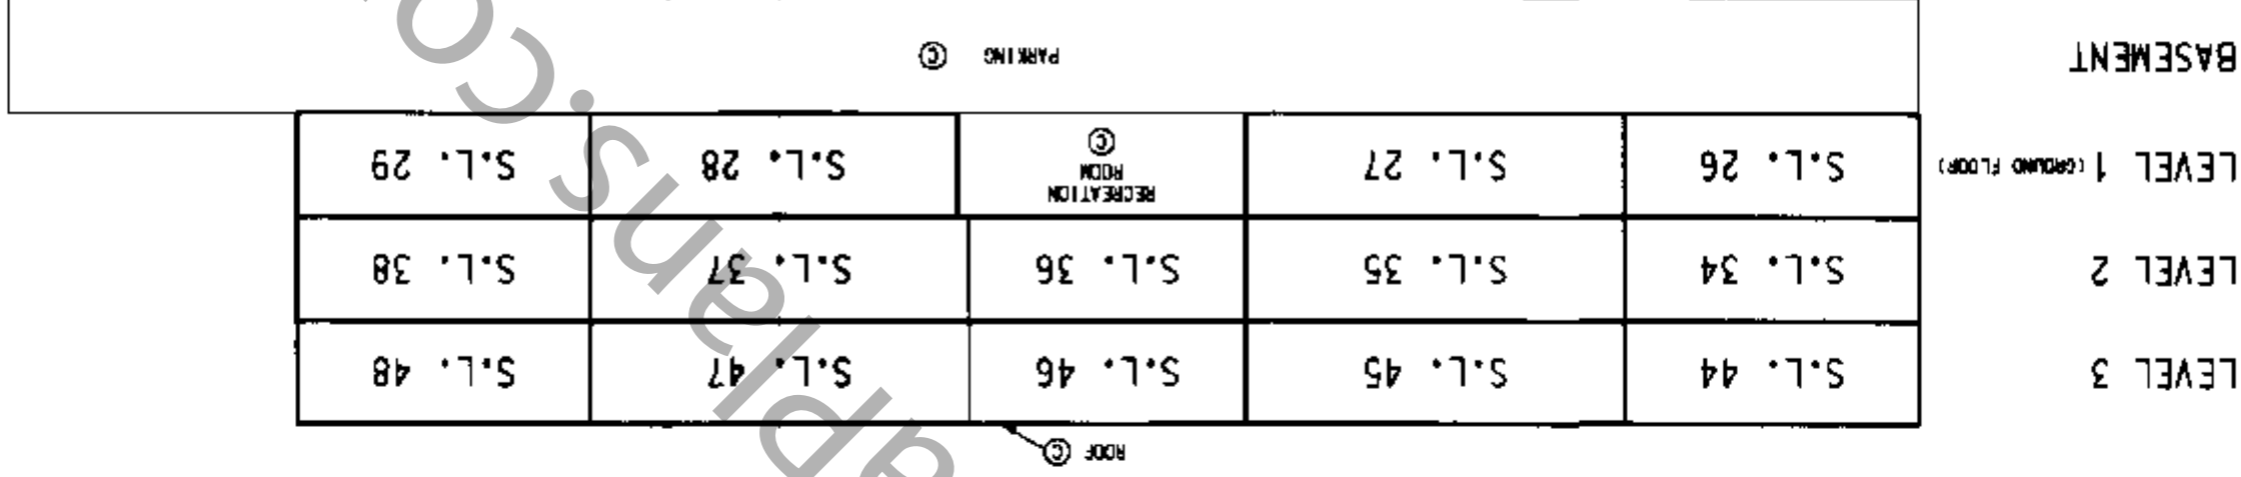 ROOF Ⓒ
LEVEL 3 S.L. 44 S.L. 45 S.L. 46 S.L. 47 S.L. 48
LEVEL 2 S.L. 34 S.L. 35 S.L. 36 S.L. 37 S.L. 38
LEVEL 1 (GROUND FLOOR) S.L. 26 S.L. 27 RECREATION ROOM Ⓒ S.L. 28 S.L. 29
BASEMENT PARKING Ⓒ